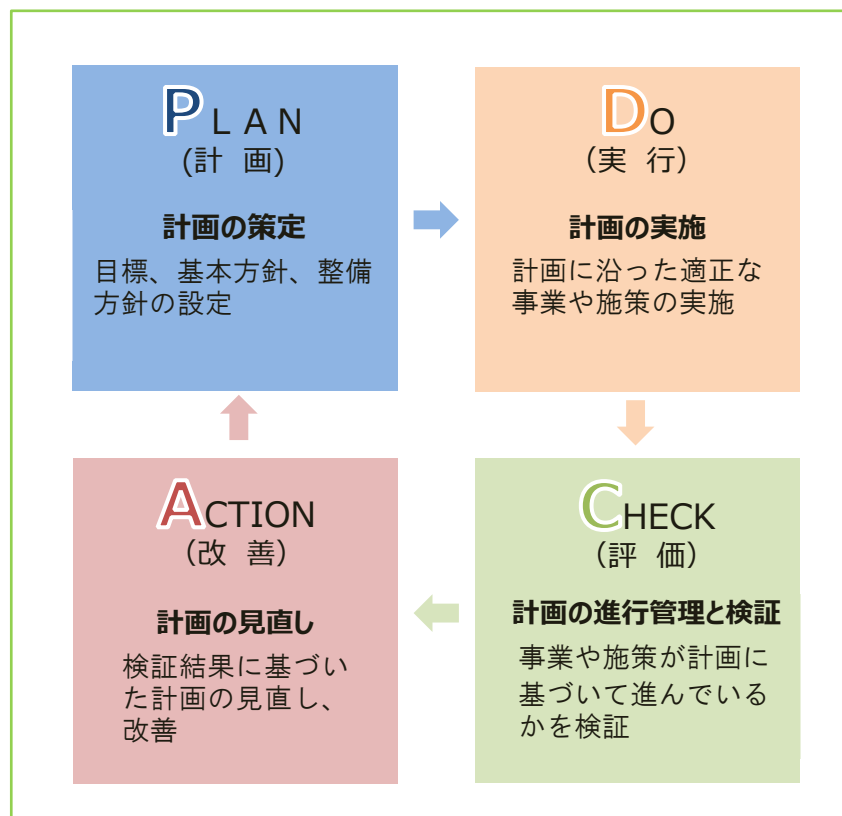 PLAN
(計 画)
計画の策定
目標、基本方針、整備
方針の設定
DO
(実 行)
計画の実施
計画に沿った適正な
事業や施策の実施
ACTION
(改 善)
計画の見直し
検証結果に基づい
た計画の見直し、
改善
CHECK
(評 価)
計画の進行管理と検証
事業や施策が計画に
基づいて進んでいる
かを検証